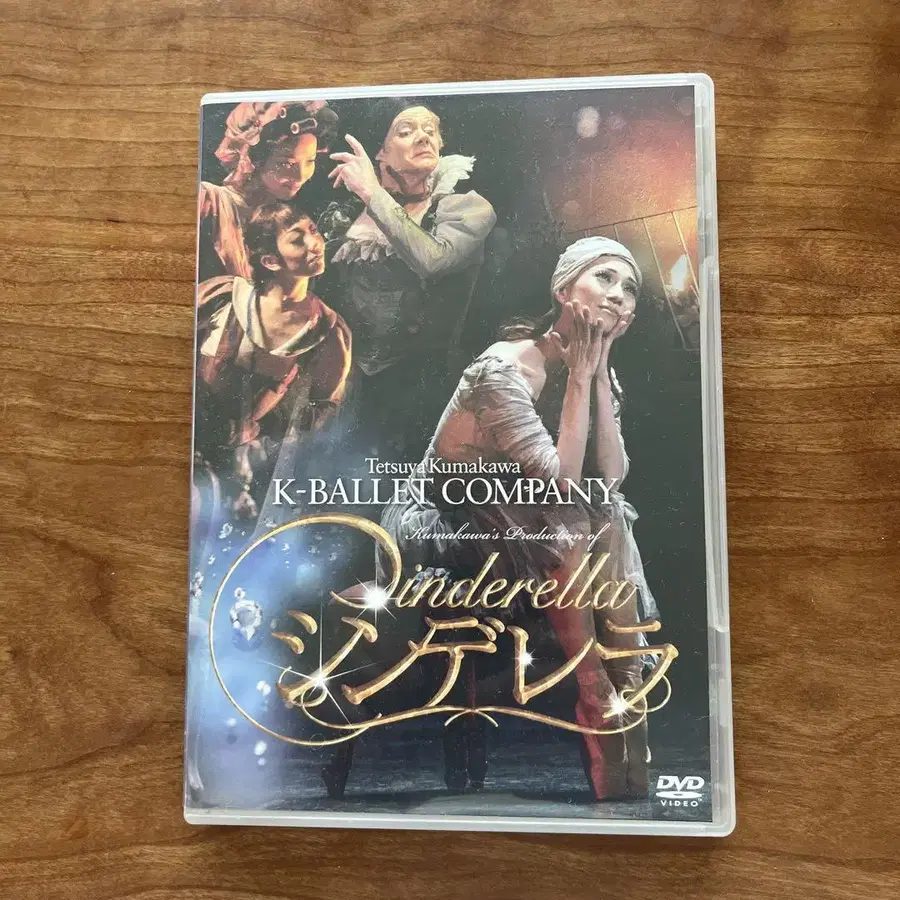 Tetsuya Kumakawa
K-BALLET COMPANY
Kumakawa's Production of
Cinderella
シンデレラ
DVD
VIDEO